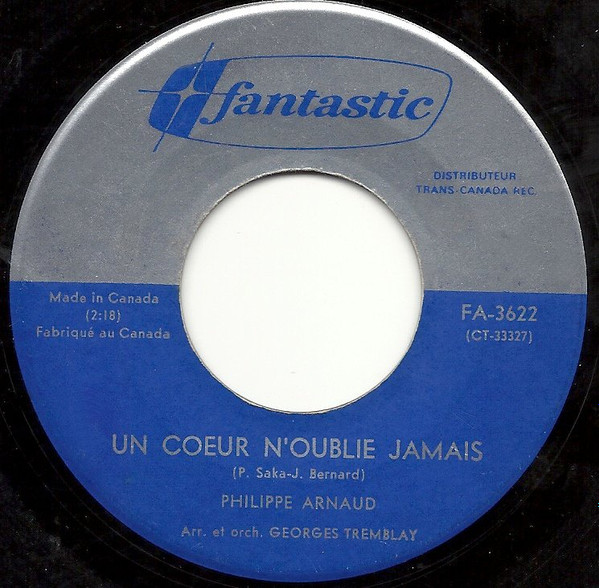 fantastic
DISTRIBUTEUR
TRANS-CANADA REC.
Made in Canada
(2:18)
Fabriqué au Canada
FA-3622
(CT-33327)
UN COEUR N'OUBLIE JAMAIS
(P. Saka-J. Bernard)
PHILIPPE ARNAUD
Arr. et orch. GEORGES TREMBLAY